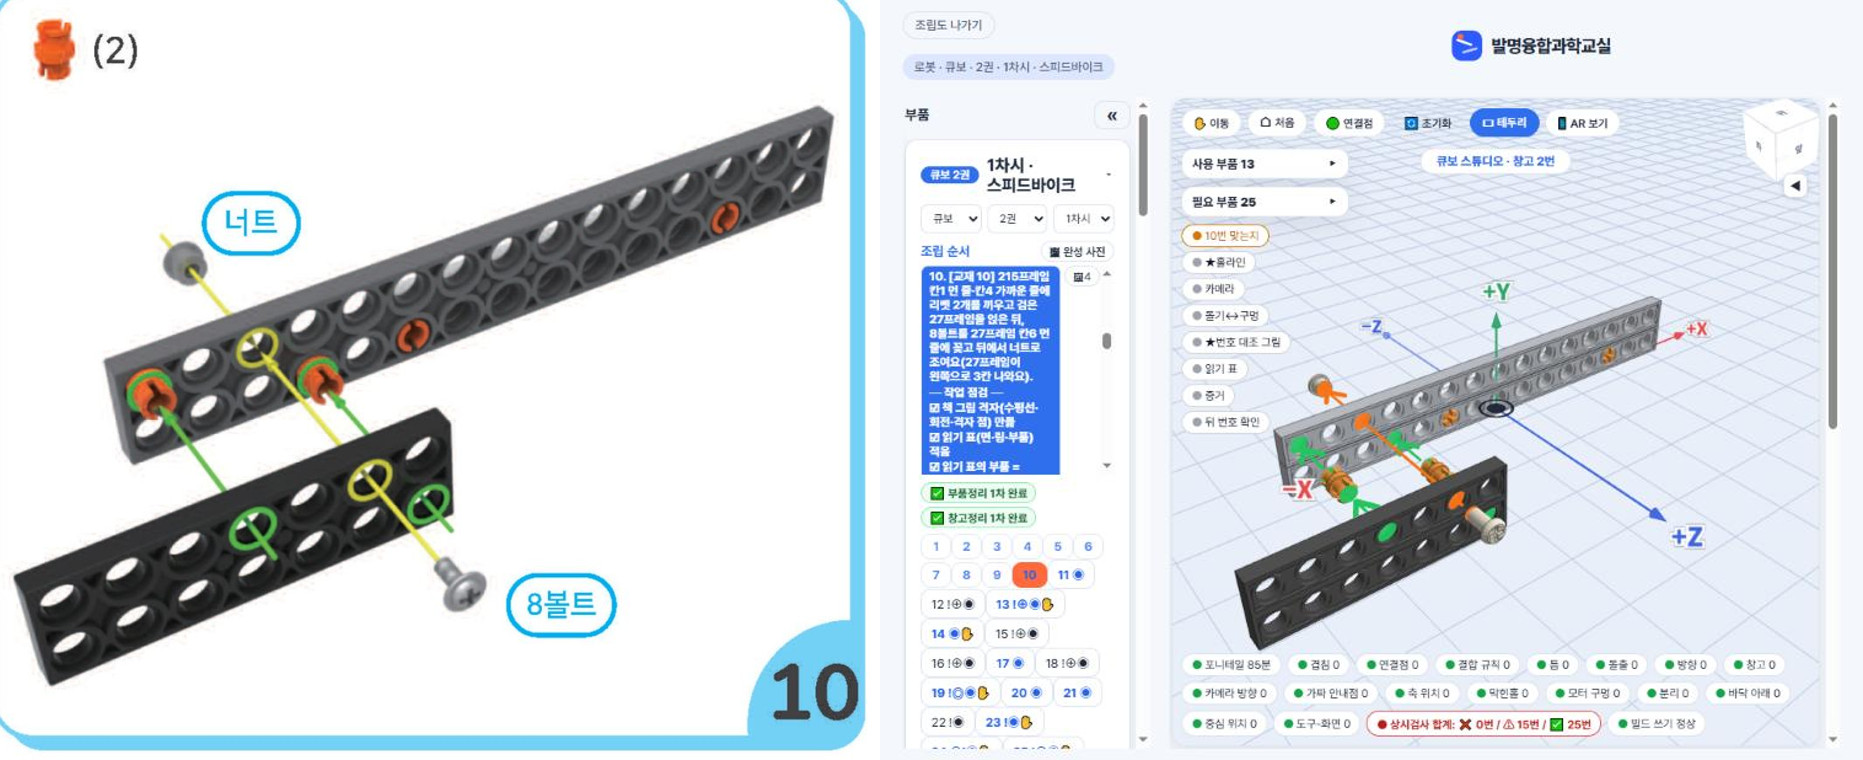 (2)
너트
8볼트
10
조립도 나가기
로봇 · 큐보 · 2권 · 1차시 · 스피드바이크
발명융합과학교실
부품
«
큐보 2권
1차시 ·
스피드바이크
큐보
2권
1차시
조립 순서
완성 사진
10. [교재 10] 215프레임
칸1 먼 줄·칸4 가까운 줄에
리벳 2개를 끼우고 검은
27프레임을 얹은 뒤,
8볼트를 27프레임 칸6 먼
줄에 꽂고 뒤에서 너트로
조여요(27프레임이
왼쪽으로 3칸 나와요).
— 작업 점검 —
☑ 책 그림 격자(수평선·
회전·격자 점) 만듦
☑ 읽기 표(면·링·부품)
적음
☑ 읽기 표의 부품 =
4
✅ 부품정리 1차 완료
✅ 창고정리 1차 완료
1 2 3 4 5 6
7 8 9 10 11
12 ! 13 !
14 15 !
16 ! 17 18 !
19 ! 20 21
22 ! 23 !
이동
처음
연결점
초기화
테두리
AR 보기
사용 부품 13
큐보 스튜디오 · 창고 2번
필요 부품 25
10번 맞는지
★홀라인
카메라
돌기↔구멍
★번호 대조 그림
읽기 표
증거
뒤 번호 확인
+Y
-Z
+X
-X
+Z
포니테일 85분
겹침 0
연결점 0
결합 규칙 0
틈 0
돌출 0
방향 0
창고 0
카메라 방향 0
가짜 안내점 0
축 위치 0
막힌홀 0
모터 구멍 0
분리 0
바닥 아래 0
중심 위치 0
도구-화면 0
상시검사 합계: ✖ 0번 / ⚠ 15번 / ✅ 25번
빌드 쓰기 정상